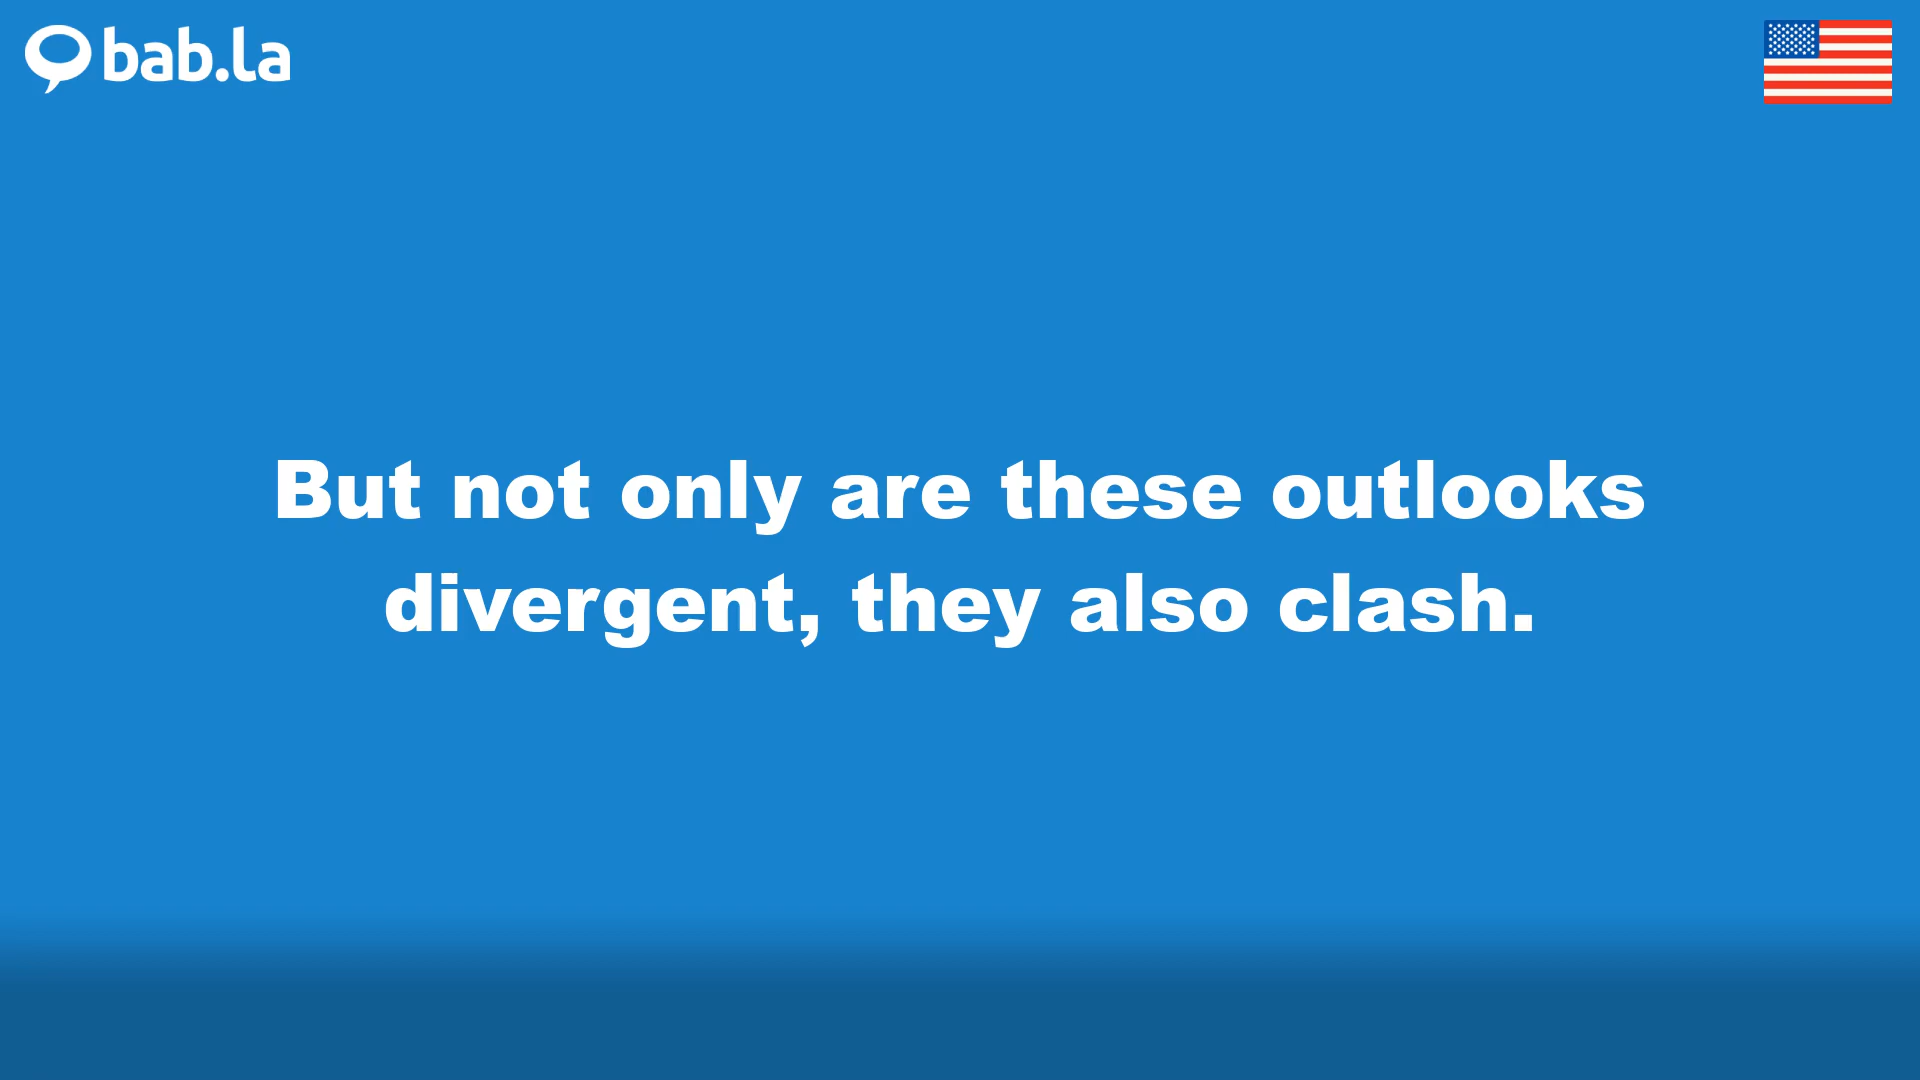 bab.la
But not only are these outlooks
divergent, they also clash.